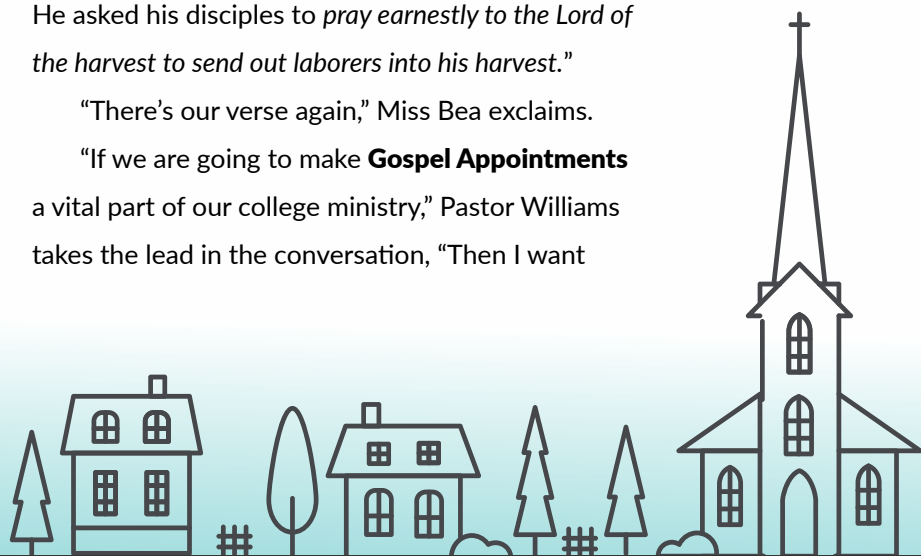 He asked his disciples to pray earnestly to the Lord of
the harvest to send out laborers into his harvest.”
“There’s our verse again,” Miss Bea exclaims.
“If we are going to make Gospel Appointments
a vital part of our college ministry,” Pastor Williams
takes the lead in the conversation, “Then I want